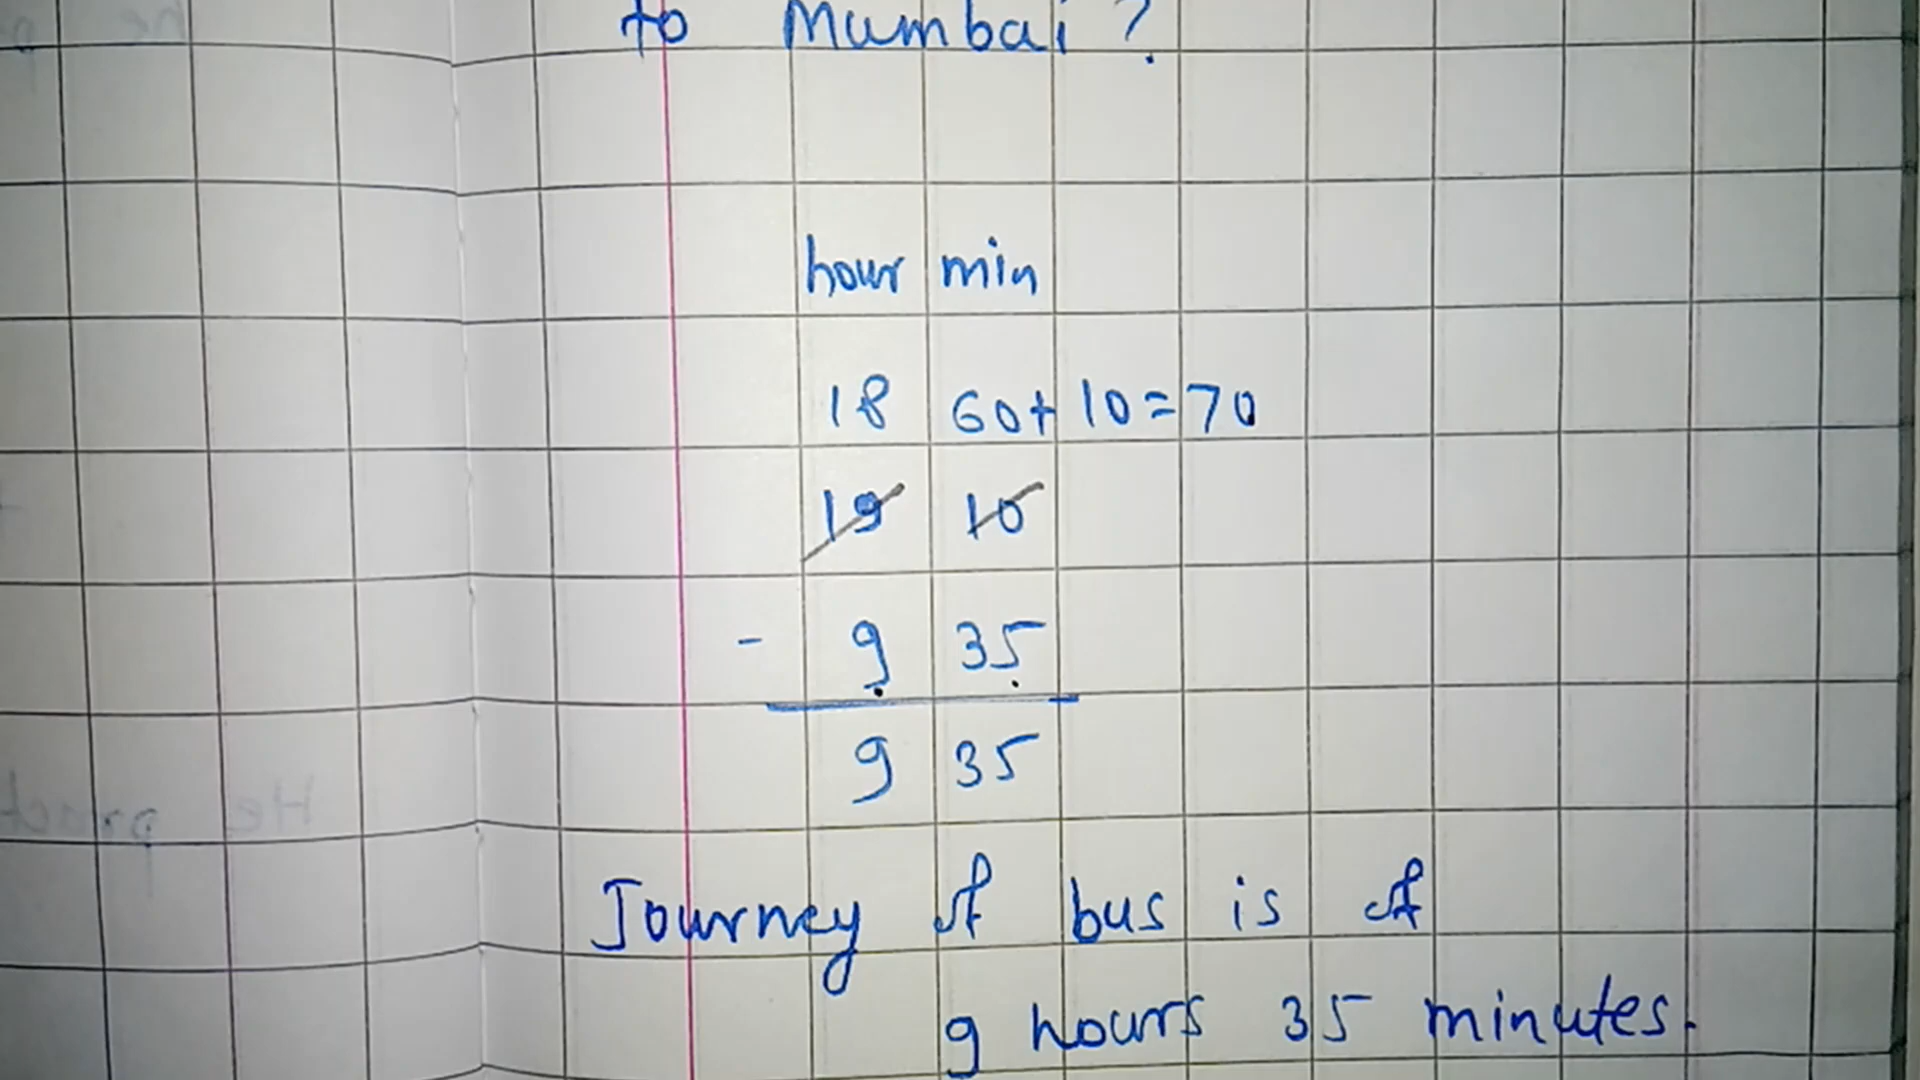 to Mumbai?
hour min
18 60+10=70
19 10
- 9 35
9 35
Journey of bus is of
9 hours 35 minutes.